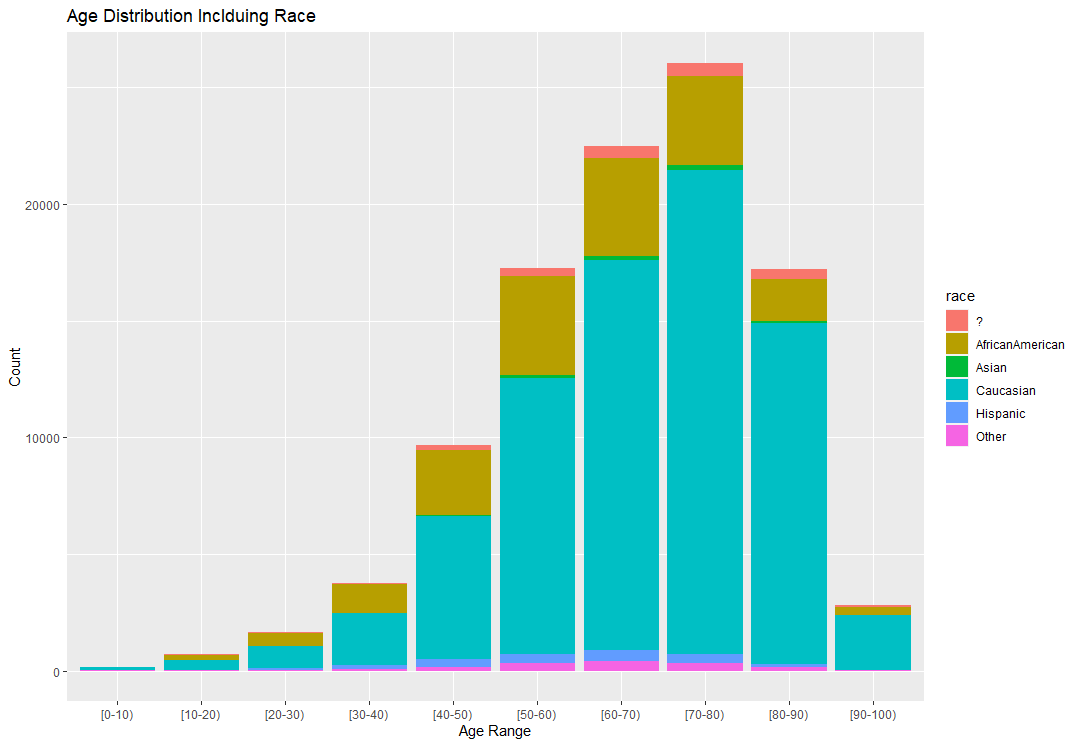 Age Distribution Inclduing Race
Count
20000
10000
0
[0-10)
[10-20)
[20-30)
[30-40)
[40-50)
[50-60)
[60-70)
[70-80)
[80-90)
[90-100)
Age Range
race
?
AfricanAmerican
Asian
Caucasian
Hispanic
Other